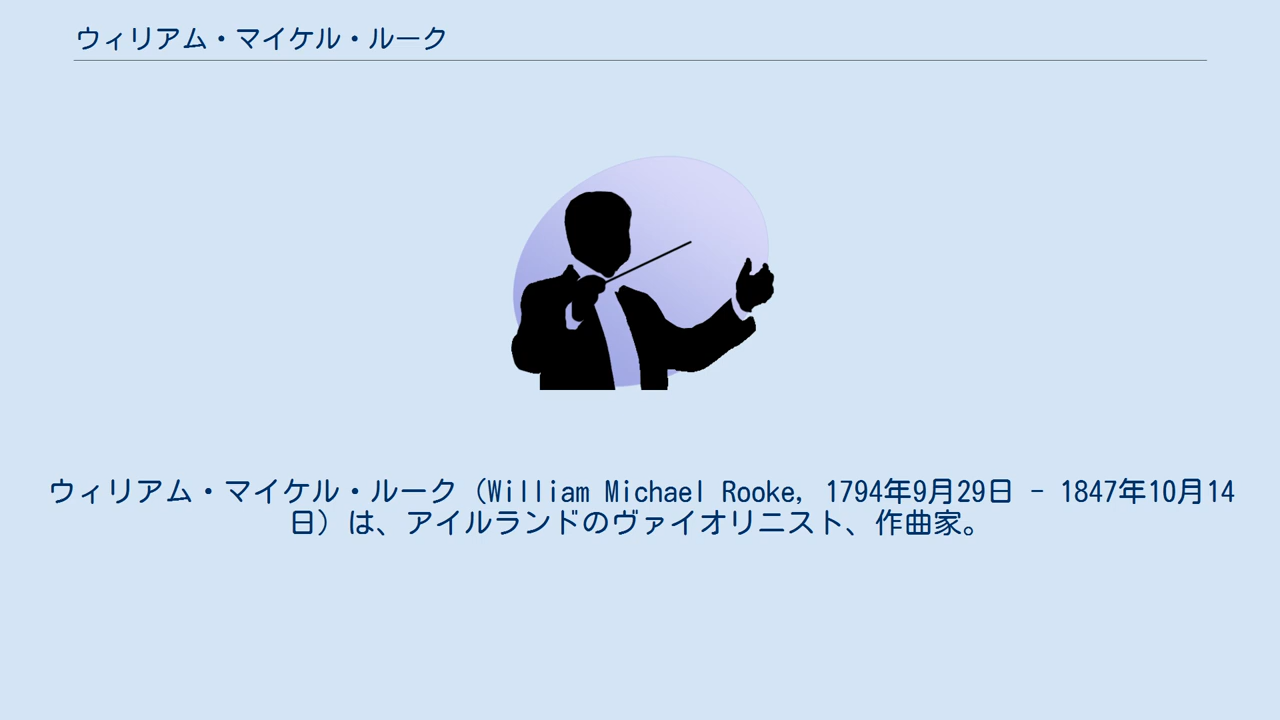 ウィリアム・マイケル・ルーク
ウィリアム・マイケル・ルーク（William Michael Rooke, 1794年9月29日 - 1847年10月14
日）は、アイルランドのヴァイオリニスト、作曲家。